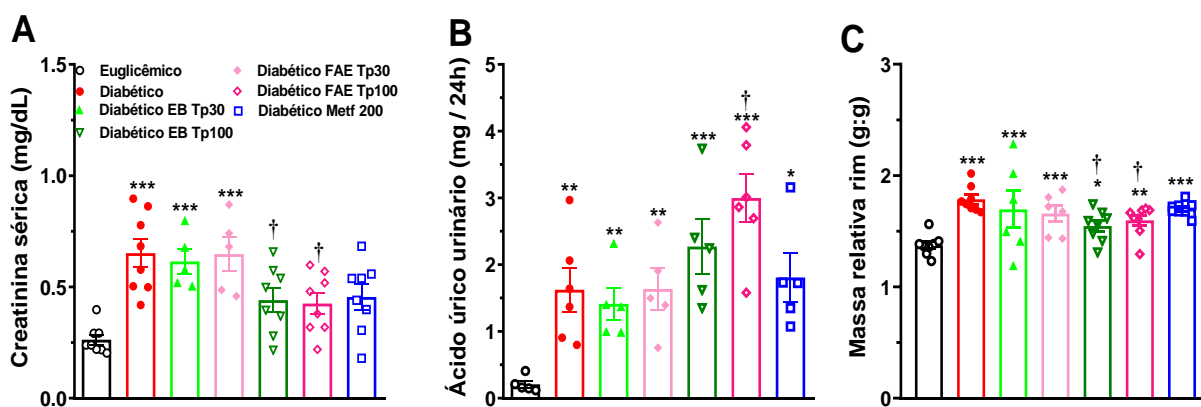 A
Creatinina sérica (mg/dL)
1.5
1.0
0.5
0.0
Euglicêmico
Diabético
Diabético EB Tp30
Diabético EB Tp100
Diabético FAE Tp30
Diabético FAE Tp100
Diabético Metf 200
***
***
***
†
†
B
Ácido úrico urinário (mg / 24h)
5
4
3
2
1
0
**
**
**
***
†
***
*
C
Massa relativa rim (g:g)
3
2
1
0
***
***
***
†
*
†
**
***